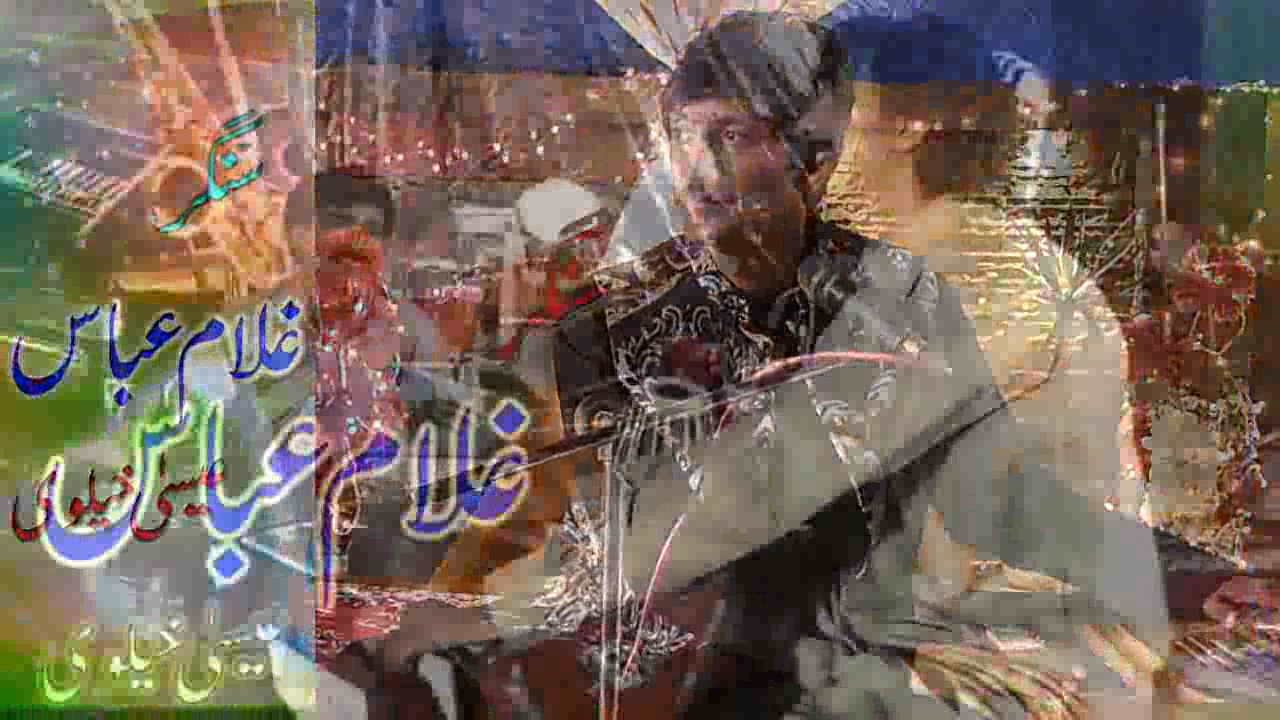 سنگر
غلام عباس
غلام عباس
عیسیٰ خیلوی
عیسیٰ خیلوی